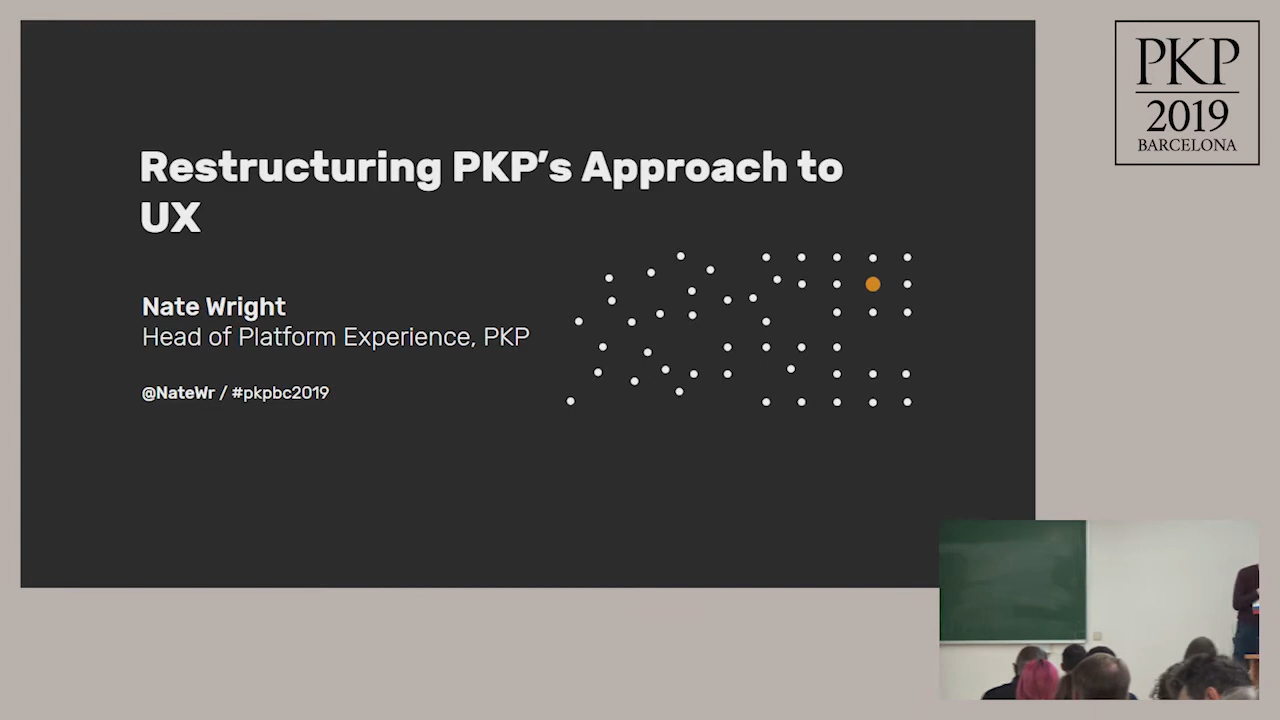 Restructuring PKP’s Approach to
UX
Nate Wright
Head of Platform Experience, PKP
@NateWr / #pkpbc2019
PKP
2019
BARCELONA